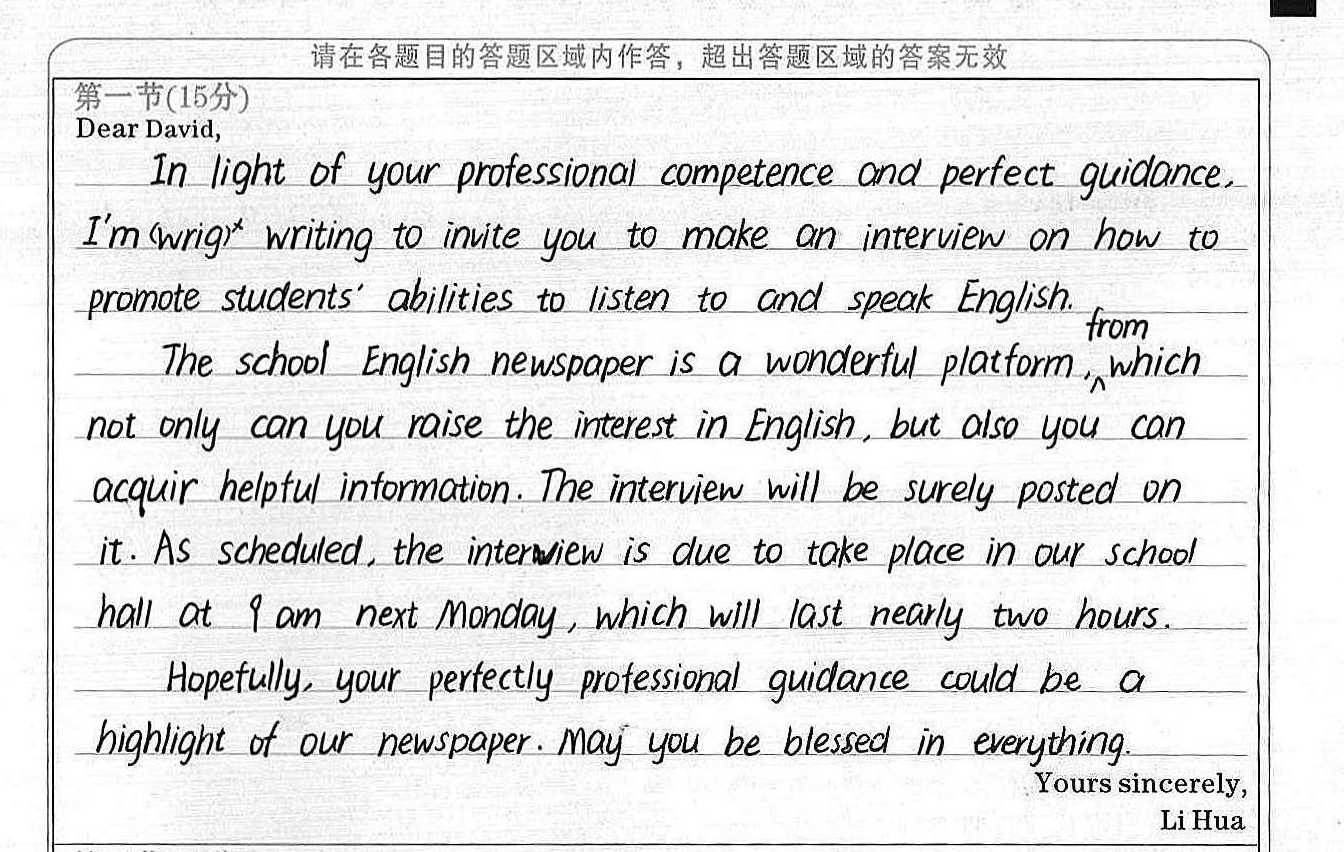 请在各题目的答题区域内作答，超出答题区域的答案无效
第一节(15分)
Dear David,
In light of your professional competence and perfect guidance,
I'm (wrig)* writing to invite you to make an interview on how to
promote students' abilities to listen to and speak English.
from
The school English newspaper is a wonderful platform, ^which
not only can you raise the interest in English, but also you can
acquir helpful information. The interview will be surely posted on
it. As scheduled, the interview is due to take place in our school
hall at 9 am next Monday, which will last nearly two hours.
Hopefully, your perfectly professional guidance could be a
highlight of our newspaper. May you be blessed in everything.
Yours sincerely,
Li Hua